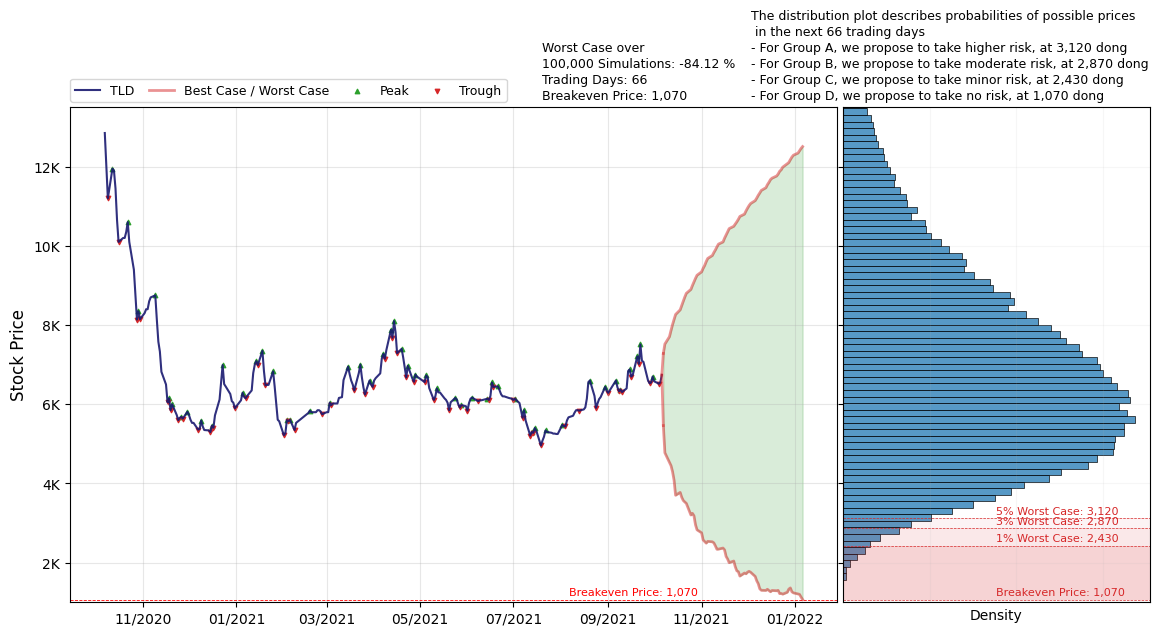 The distribution plot describes probabilities of possible prices
in the next 66 trading days
- For Group A, we propose to take higher risk, at 3,120 dong
- For Group B, we propose to take moderate risk, at 2,870 dong
- For Group C, we propose to take minor risk, at 2,430 dong
- For Group D, we propose to take no risk, at 1,070 dong
Worst Case over
100,000 Simulations: -84.12 %
Trading Days: 66
Breakeven Price: 1,070
TLD
Best Case / Worst Case
Peak
Trough
Stock Price
12K
10K
8K
6K
4K
2K
Breakeven Price: 1,070
11/2020
01/2021
03/2021
05/2021
07/2021
09/2021
11/2021
01/2022
5% Worst Case: 3,120
3% Worst Case: 2,870
1% Worst Case: 2,430
Breakeven Price: 1,070
Density